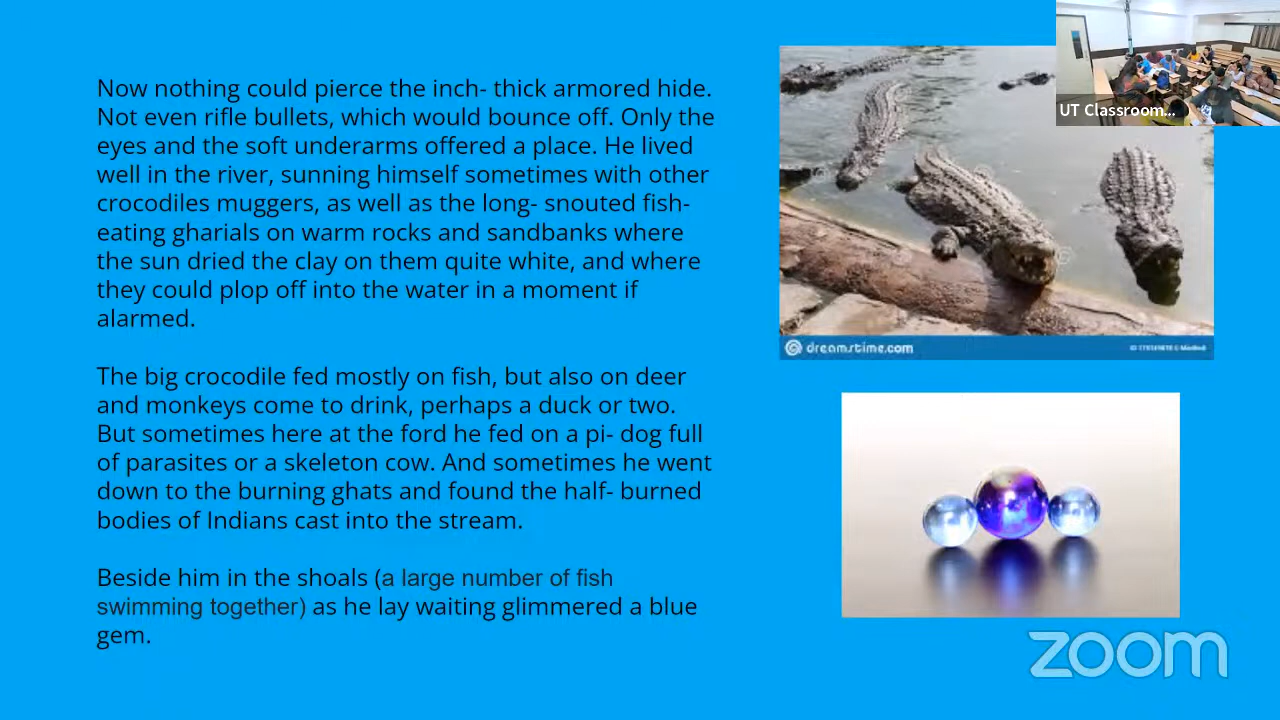 Now nothing could pierce the inch- thick armored hide.
Not even rifle bullets, which would bounce off. Only the
eyes and the soft underarms offered a place. He lived
well in the river, sunning himself sometimes with other
crocodiles muggers, as well as the long- snouted fish-
eating gharials on warm rocks and sandbanks where
the sun dried the clay on them quite white, and where
they could plop off into the water in a moment if
alarmed.
The big crocodile fed mostly on fish, but also on deer
and monkeys come to drink, perhaps a duck or two.
But sometimes here at the ford he fed on a pi- dog full
of parasites or a skeleton cow. And sometimes he went
down to the burning ghats and found the half- burned
bodies of Indians cast into the stream.
Beside him in the shoals (a large number of fish
swimming together) as he lay waiting glimmered a blue
gem.
UT Classroom...
dreamstime.com
zoom